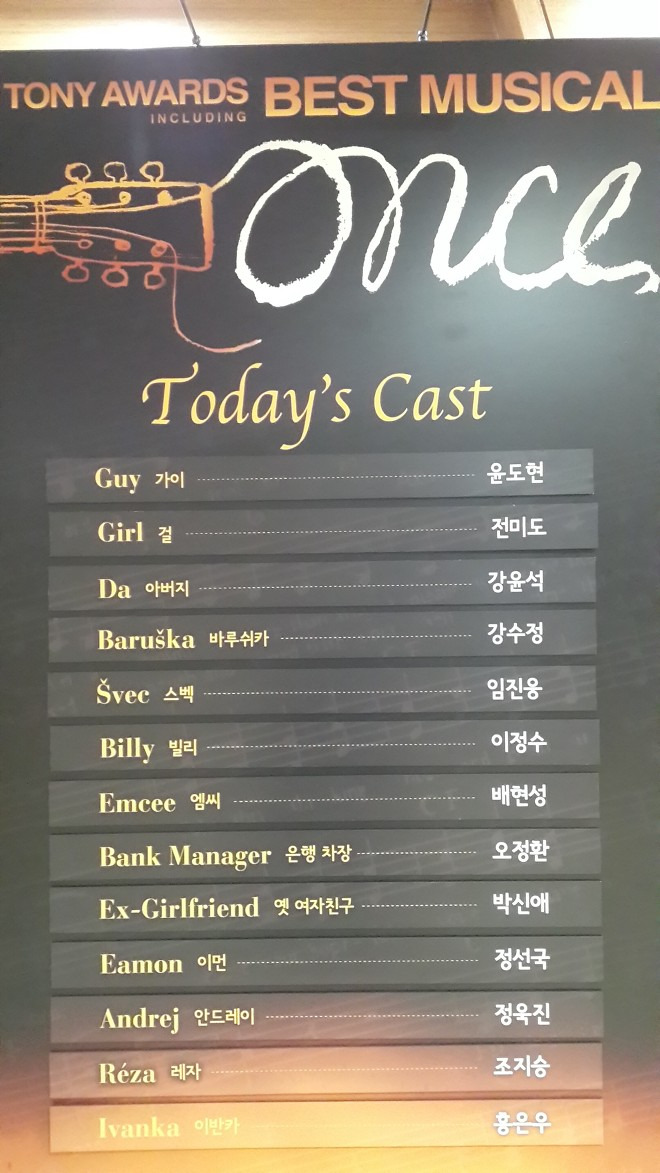 TONY AWARDS BEST MUSICAL
INCLUDING
once
Today's Cast
Guy 가이 윤도현
Girl 걸 전미도
Da 아버지 강윤석
Baruška 바루쉬카 강수정
Švec 스벡 임진웅
Billy 빌리 이정수
Emcee 엠씨 배현성
Bank Manager 은행 차장 오정환
Ex-Girlfriend 옛 여자친구 박신애
Eamon 이먼 정선국
Andrej 안드레이 정욱진
Réza 레자 조지승
Ivanka 이반카 홍은우